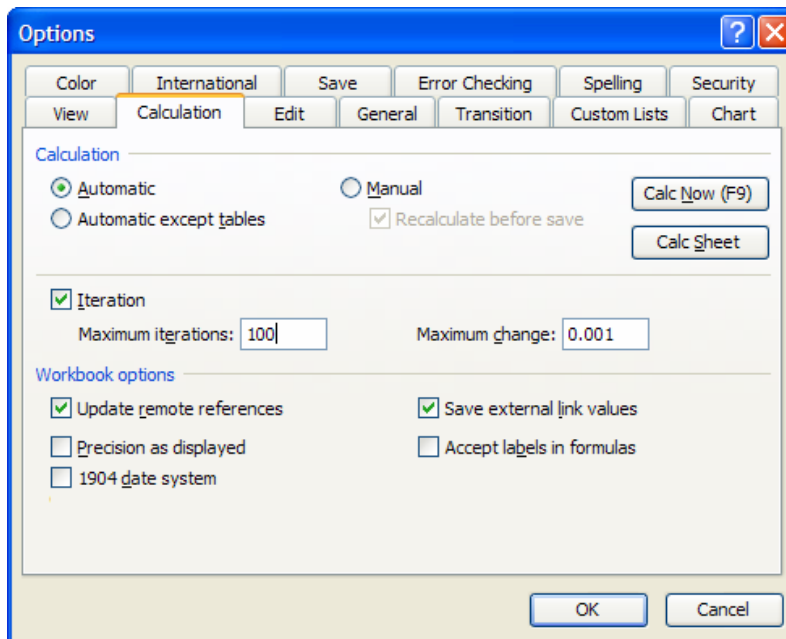 Options
Color International Save Error Checking Spelling Security
View Calculation Edit General Transition Custom Lists Chart
Calculation
Automatic Manual Calc Now (F9)
Automatic except tables Recalculate before save
Calc Sheet
Iteration
Maximum iterations: 100 Maximum change: 0.001
Workbook options
Update remote references Save external link values
Precision as displayed Accept labels in formulas
1904 date system
OK Cancel